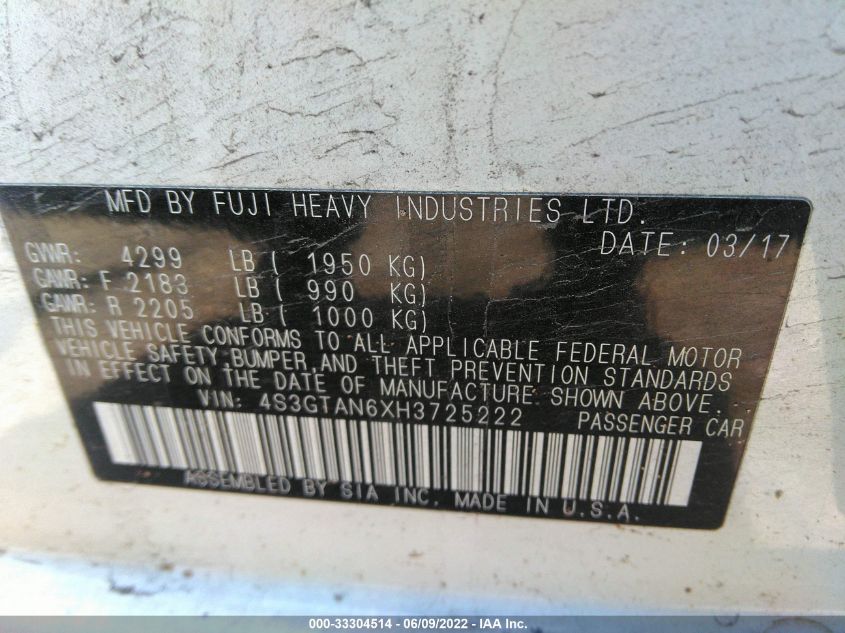 MFD BY FUJI HEAVY INDUSTRIES LTD.
DATE: 03/17
GVWR: 4299 LB ( 1950 KG)
GAWR: F 2183 LB ( 990 KG)
GAWR: R 2205 LB ( 1000 KG)
THIS VEHICLE CONFORMS TO ALL APPLICABLE FEDERAL MOTOR
VEHICLE SAFETY, BUMPER, AND THEFT PREVENTION STANDARDS
IN EFFECT ON THE DATE OF MANUFACTURE SHOWN ABOVE.
VIN: 4S3GTAN6XH3725222 PASSENGER CAR
ASSEMBLED BY SIA INC. MADE IN U.S.A.
000-33304514 - 06/09/2022 - IAA Inc.